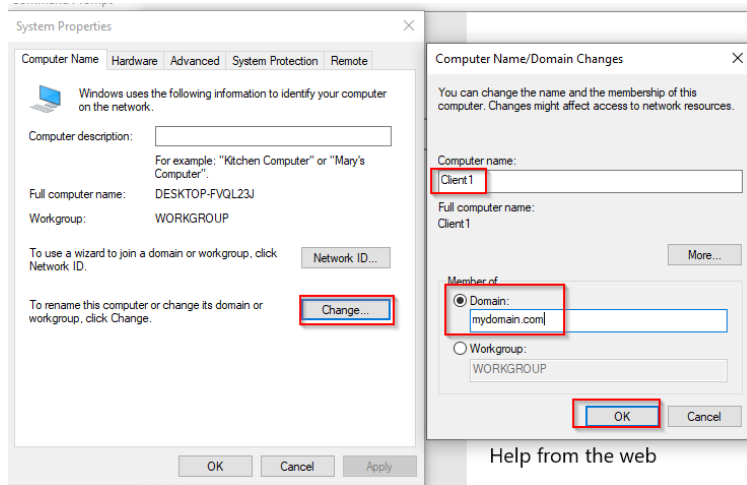 Command Prompt
System Properties
Computer Name Hardware Advanced System Protection Remote
Windows uses the following information to identify your computer
on the network.
Computer description:
For example: "Kitchen Computer" or "Mary's
Computer".
Full computer name: DESKTOP-FVQL23J
Workgroup: WORKGROUP
To use a wizard to join a domain or workgroup, click
Network ID.
Network ID...
To rename this computer or change its domain or
workgroup, click Change.
Change...
OK Cancel Apply
Computer Name/Domain Changes
You can change the name and the membership of this
computer. Changes might affect access to network resources.
Computer name:
Client1
Full computer name:
Client1
More...
Member of
Domain:
mydomain.com
Workgroup:
WORKGROUP
OK Cancel
Help from the web